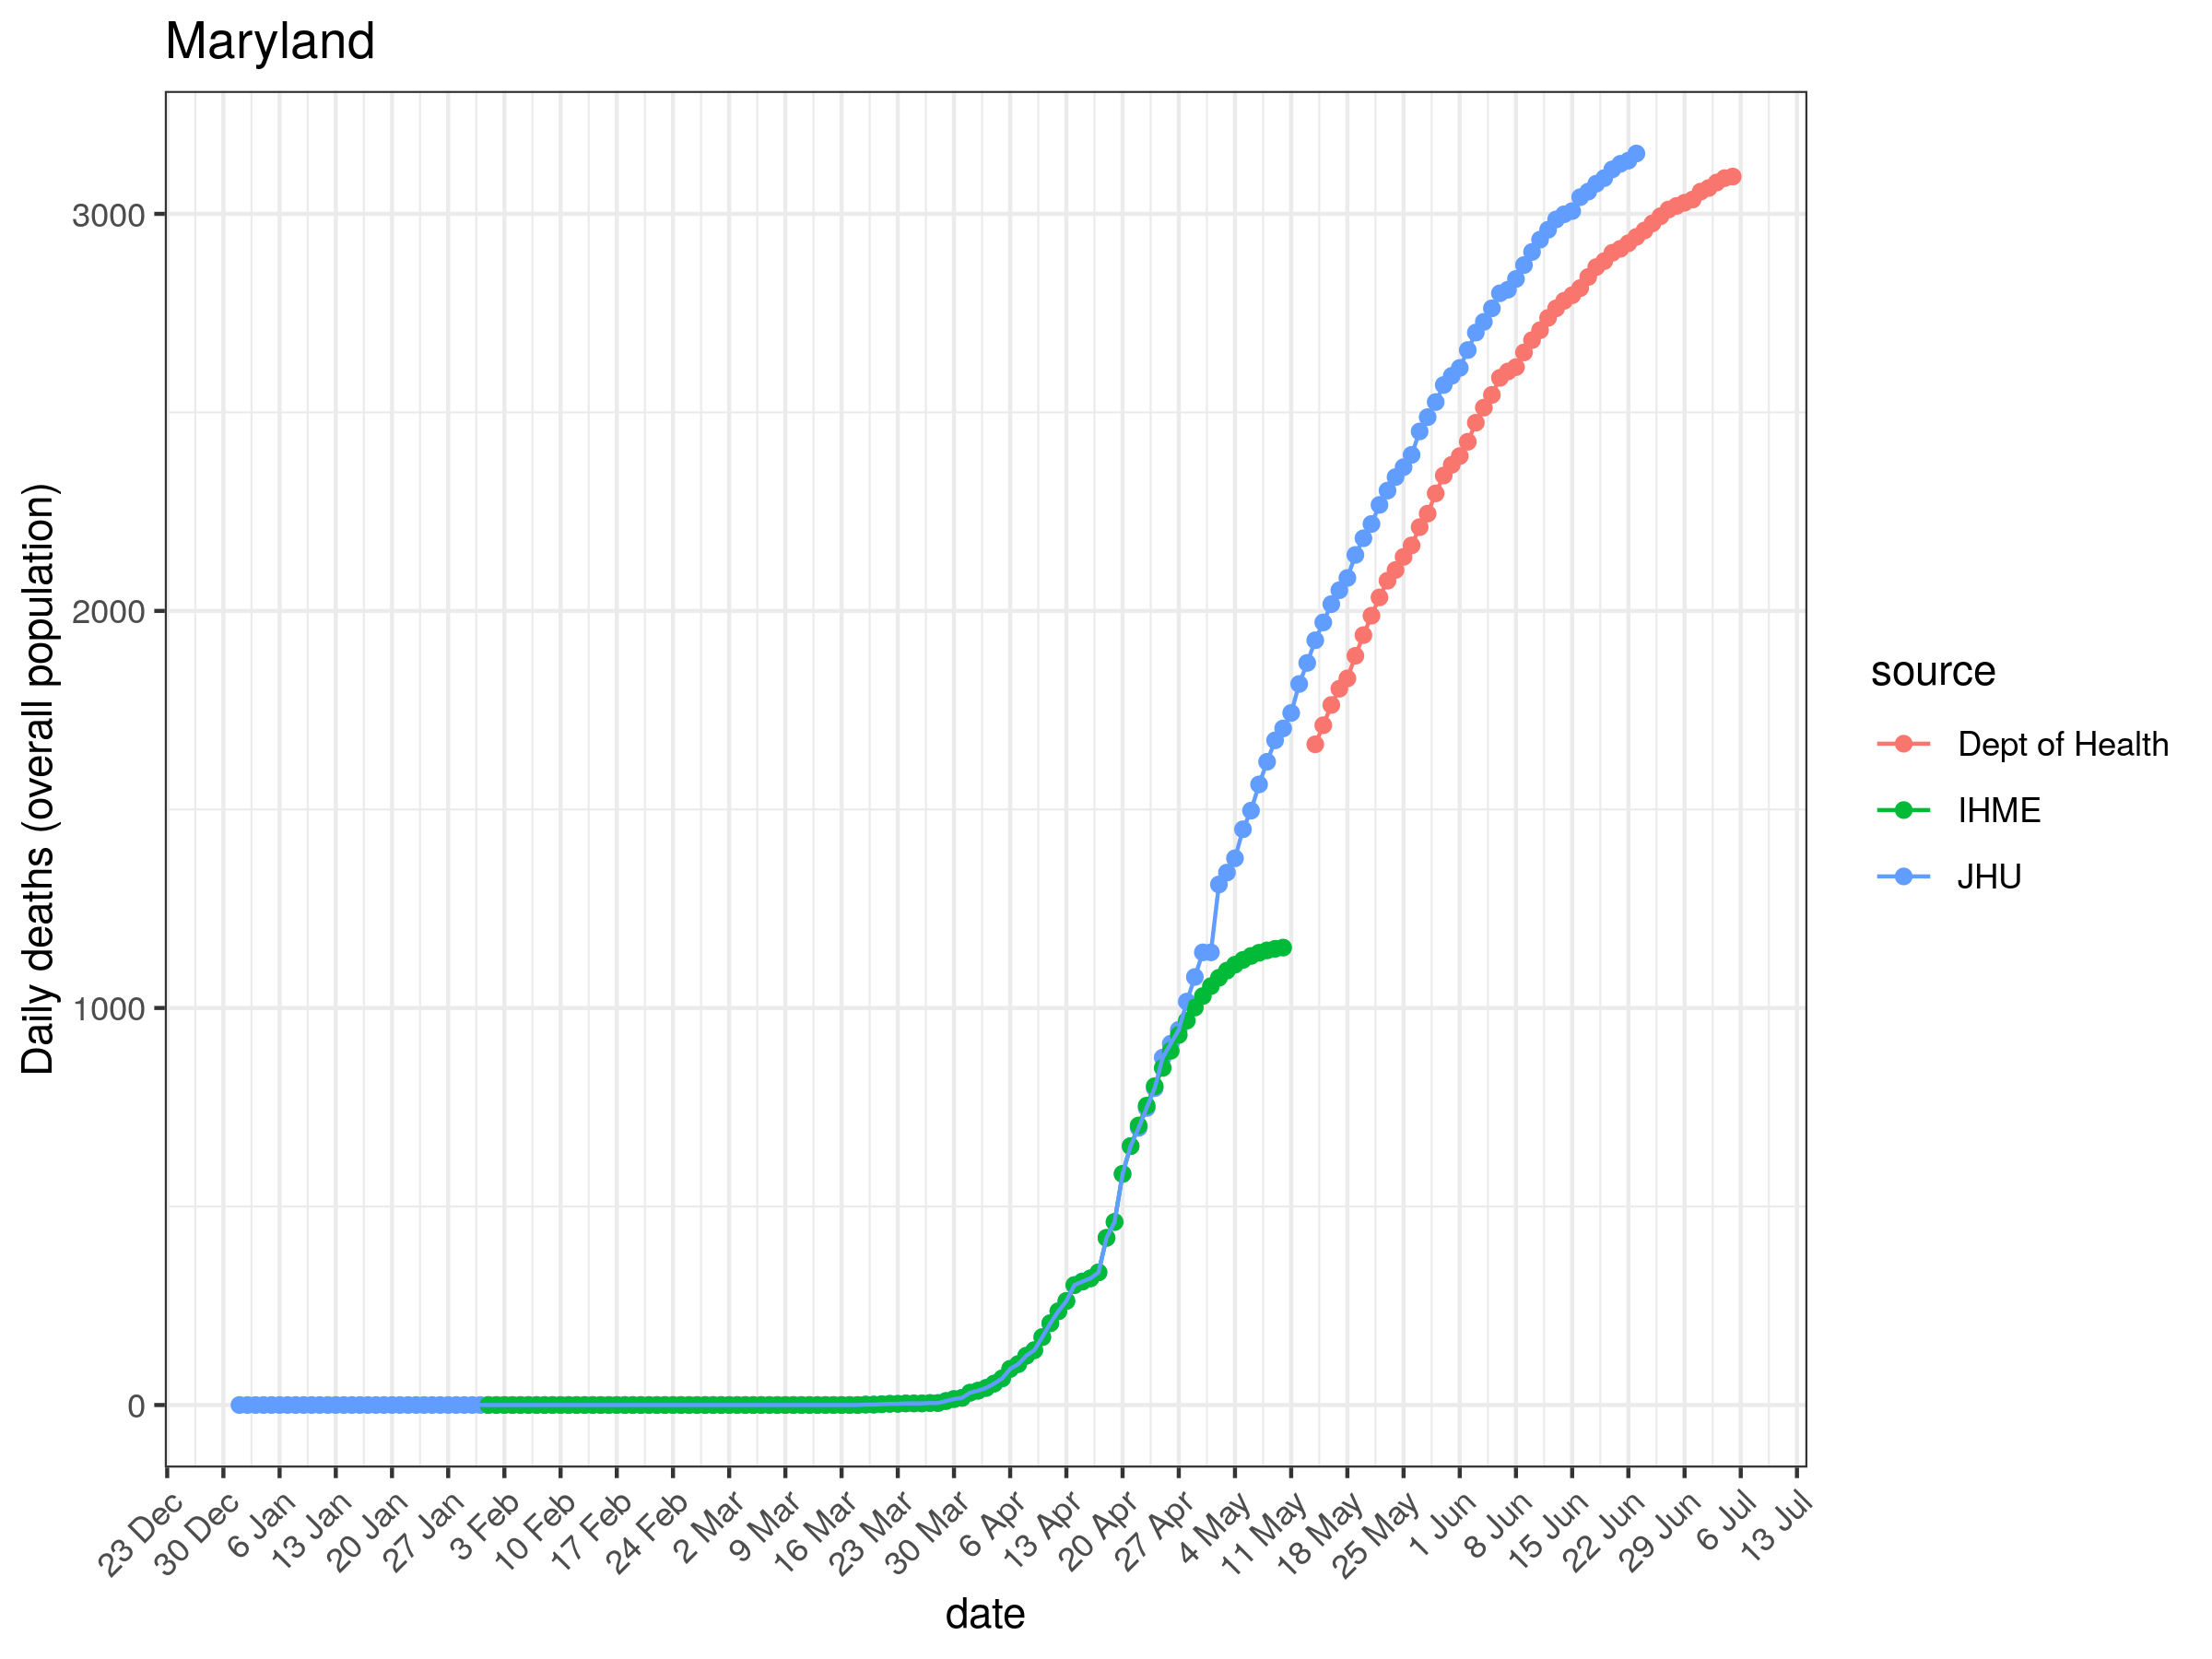 Maryland
Daily deaths (overall population)
3000
2000
1000
0
23 Dec
30 Dec
6 Jan
13 Jan
20 Jan
27 Jan
3 Feb
10 Feb
17 Feb
24 Feb
2 Mar
9 Mar
16 Mar
23 Mar
30 Mar
6 Apr
13 Apr
20 Apr
27 Apr
4 May
11 May
18 May
25 May
1 Jun
8 Jun
15 Jun
22 Jun
29 Jun
6 Jul
13 Jul
date
source
Dept of Health
IHME
JHU